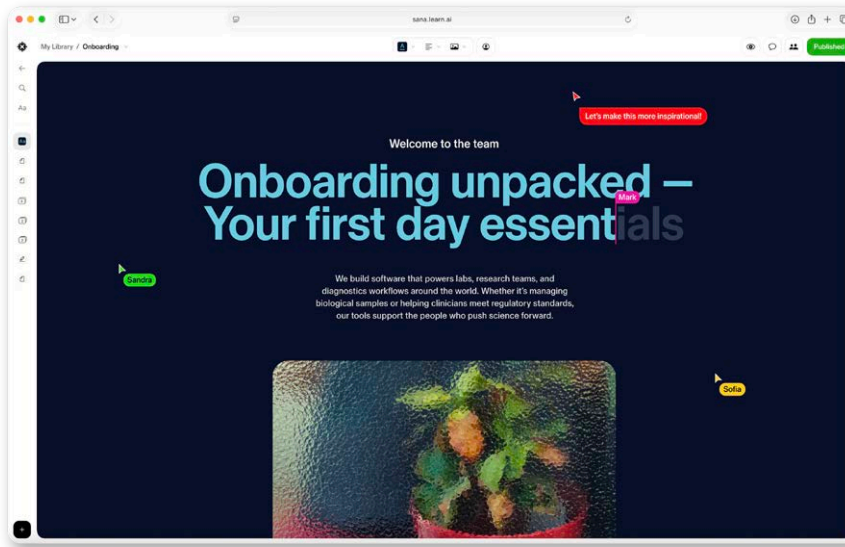 sana.learn.ai
My Library / Onboarding
Published
Aa
Let's make this more inspirational!
Welcome to the team
Onboarding unpacked —
Mark
Your first day essentials
Sandra
We build software that powers labs, research teams, and
diagnostics workflows around the world. Whether it's managing
biological samples or helping clinicians meet regulatory standards,
our tools support the people who push science forward.
Sofia